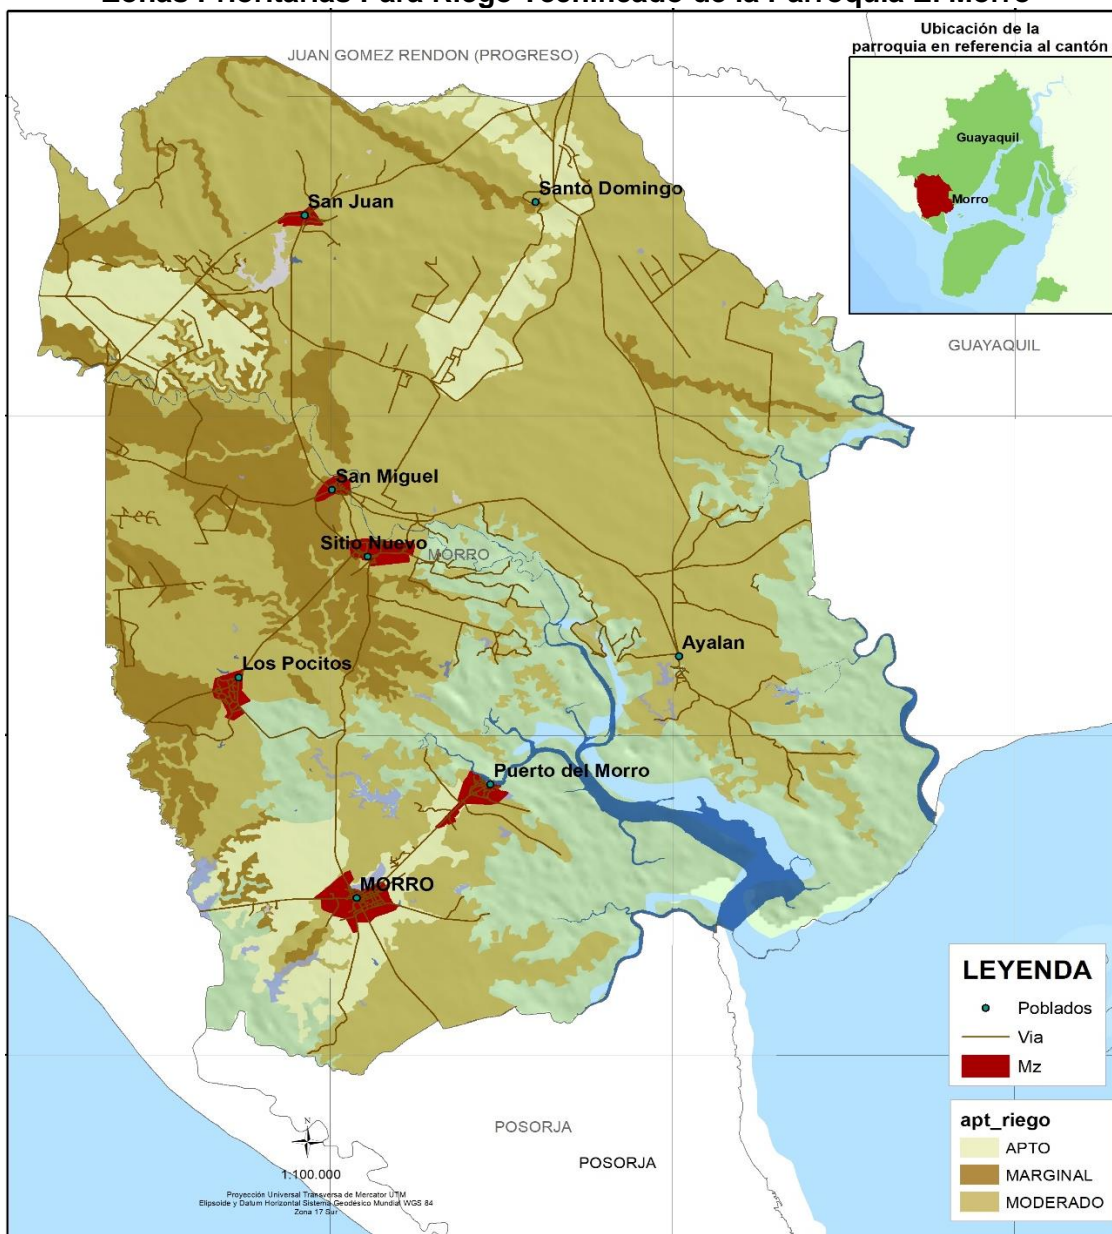 Zonas Prioritarias Para Riego Tecnificado de la Parroquia El Morro
Ubicación de la
parroquia en referencia al cantón
JUAN GOMEZ RENDON (PROGRESO)
Guayaquil
Morro
Santo Domingo
San Juan
GUAYAQUIL
San Miguel
Sitio Nuevo
MORRO
Ayalan
Los Pocitos
Puerto del Morro
MORRO
LEYENDA
Poblados
Via
Mz
apt_riego
APTO
MARGINAL
MODERADO
POSORJA
POSORJA
N
1:100.000
Proyección Universal Transversa de Mercator UTM
Elipsoide y Datum Horizontal Sistema Geodésico Mundial WGS 84
Zona 17 Sur